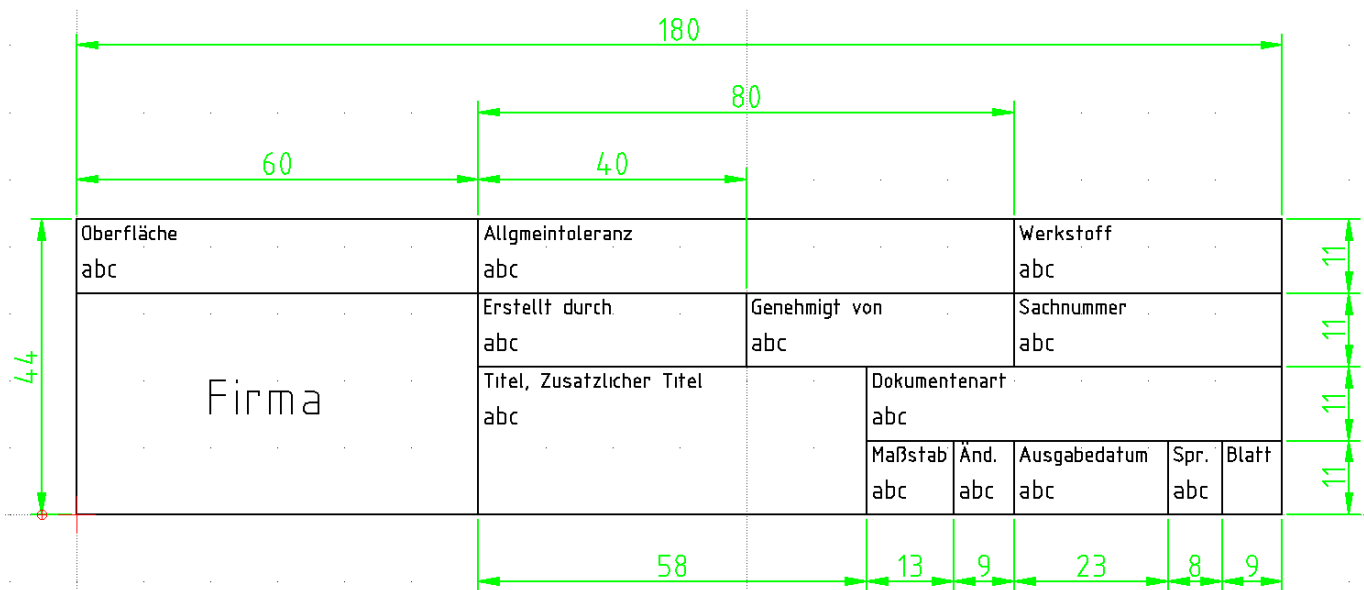 180
80
60 40
Oberfläche Allgmeintoleranz Werkstoff
abc abc abc
11
Erstellt durch Genehmigt von Sachnummer
abc abc abc
11
44
Firma
Titel, Zusatzlicher Titel Dokumentenart
abc abc
11
Maßstab Änd. Ausgabedatum Spr. Blatt
abc abc abc abc
11
58 13 9 23 8 9